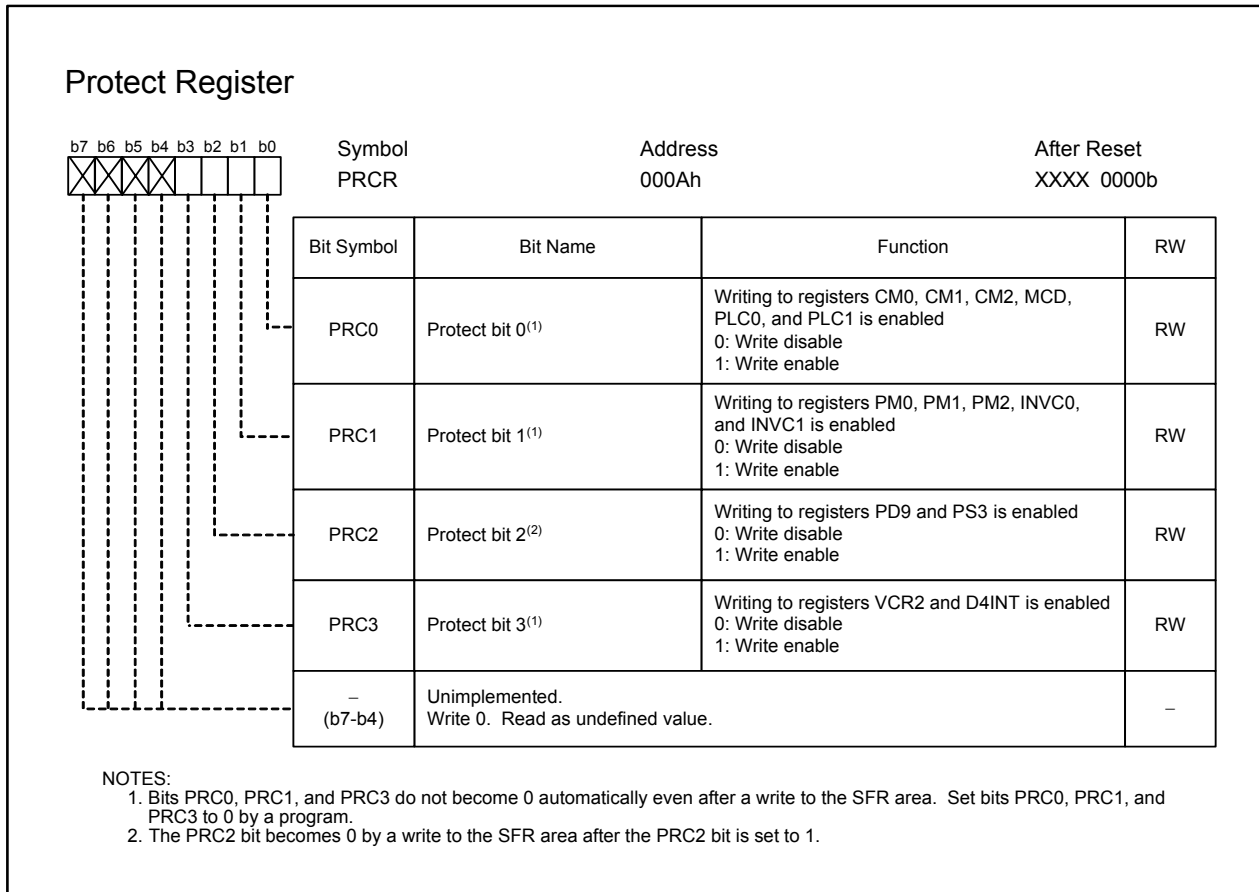 Protect Register
b7 b6 b5 b4 b3 b2 b1 b0
Symbol Address After Reset
PRCR 000Ah XXXX 0000b
Bit Symbol Bit Name Function RW
PRC0 Protect bit 0(1) Writing to registers CM0, CM1, CM2, MCD,
PLC0, and PLC1 is enabled
0: Write disable
1: Write enable
RW
PRC1 Protect bit 1(1) Writing to registers PM0, PM1, PM2, INVC0,
and INVC1 is enabled
0: Write disable
1: Write enable
RW
PRC2 Protect bit 2(2) Writing to registers PD9 and PS3 is enabled
0: Write disable
1: Write enable
RW
PRC3 Protect bit 3(1) Writing to registers VCR2 and D4INT is enabled
0: Write disable
1: Write enable
RW
–
(b7-b4)
Unimplemented.
Write 0. Read as undefined value.
–
NOTES:
1. Bits PRC0, PRC1, and PRC3 do not become 0 automatically even after a write to the SFR area. Set bits PRC0, PRC1, and
PRC3 to 0 by a program.
2. The PRC2 bit becomes 0 by a write to the SFR area after the PRC2 bit is set to 1.